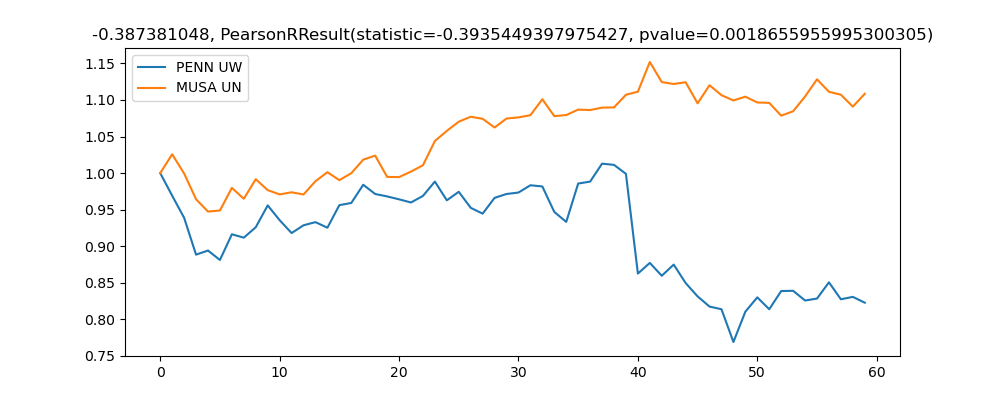 -0.387381048, PearsonRResult(statistic=-0.3935449397975427, pvalue=0.0018655955995300305)
PENN UW
MUSA UN
1.15
1.10
1.05
1.00
0.95
0.90
0.85
0.80
0.75
0 10 20 30 40 50 60